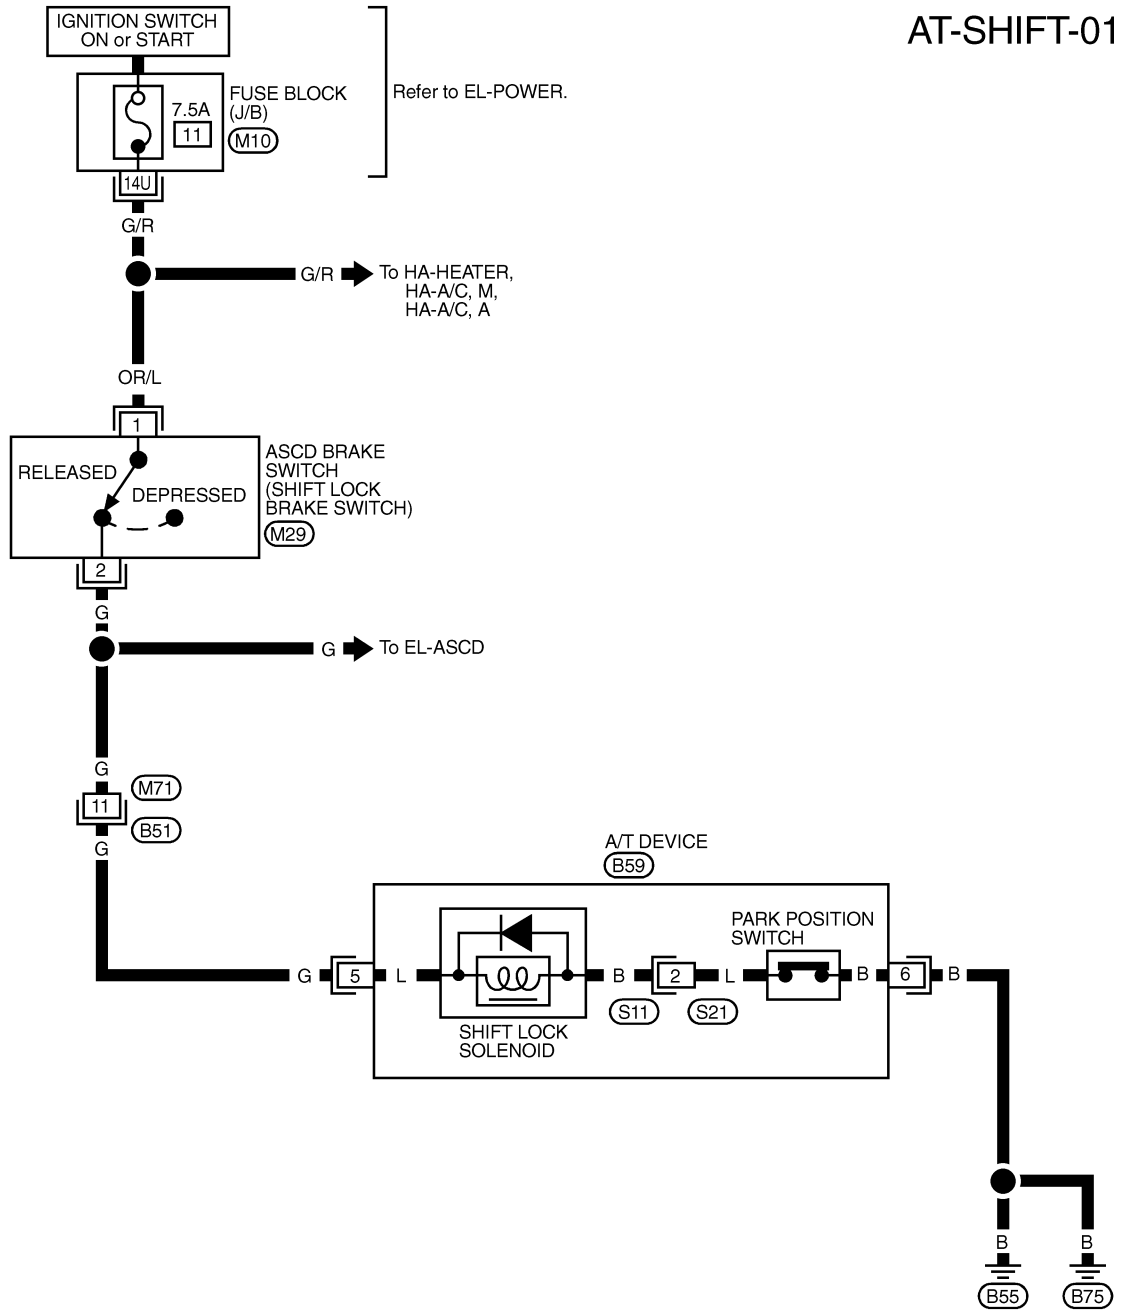 AT-SHIFT-01
IGNITION SWITCH
ON or START
FUSE BLOCK
(J/B)
M10
7.5A
11
Refer to EL-POWER.
14U
G/R
G/R
To HA-HEATER,
HA-A/C, M,
HA-A/C, A
OR/L
1
RELEASED
DEPRESSED
ASCD BRAKE
SWITCH
(SHIFT LOCK
BRAKE SWITCH)
M29
2
G
G
To EL-ASCD
G
M71
11
B51
G
A/T DEVICE
B59
PARK POSITION
SWITCH
G
5
L
B
2
L
B
6
B
S11
S21
SHIFT LOCK
SOLENOID
B
B
B55
B75